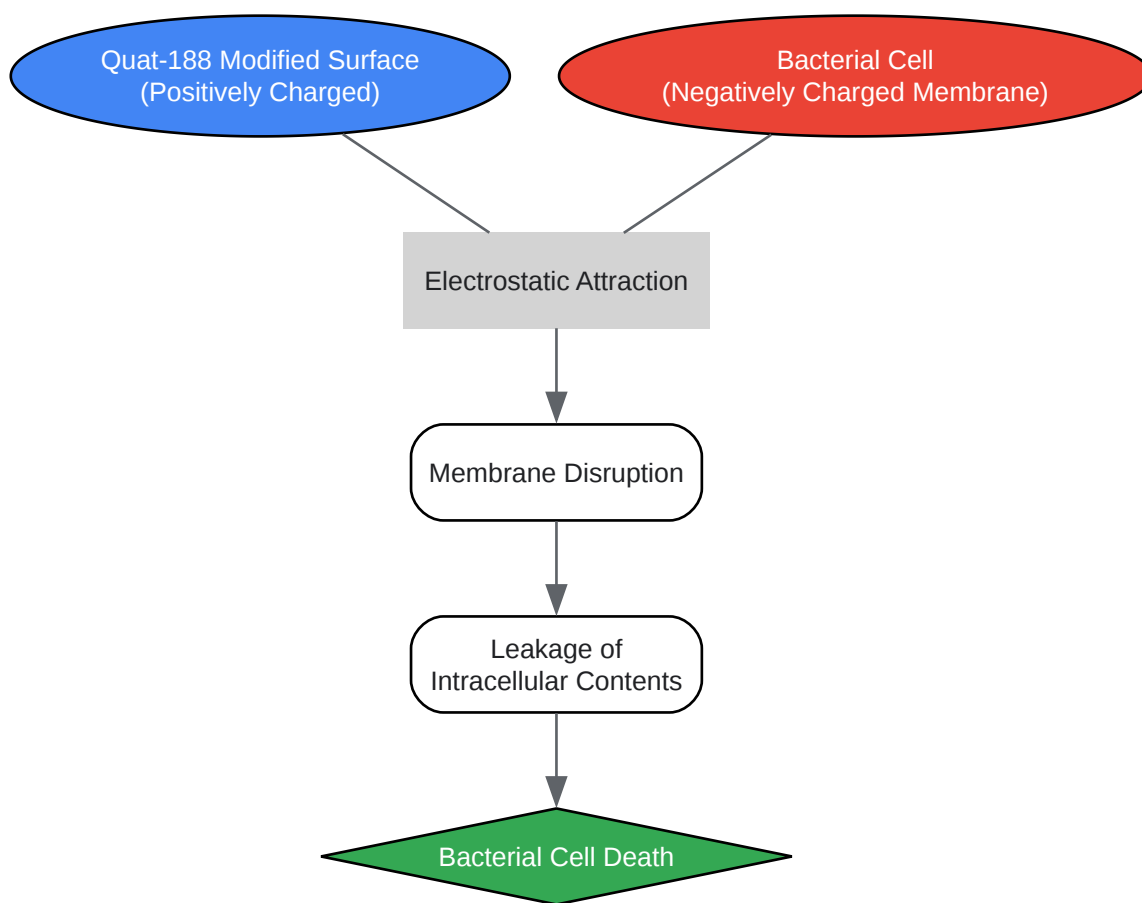 Quat-188 Modified Surface
(Positively Charged)
Bacterial Cell
(Negatively Charged Membrane)
Electrostatic Attraction
Membrane Disruption
Leakage of
Intracellular Contents
Bacterial Cell Death